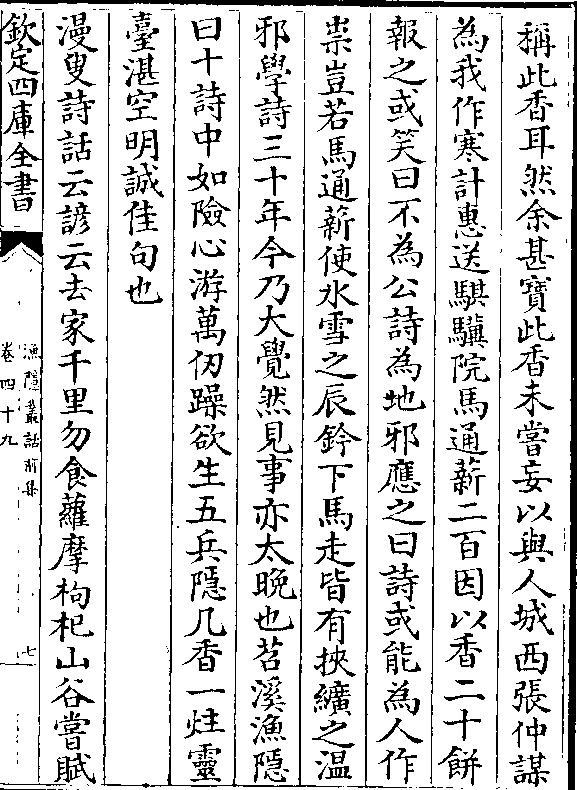 稱此香耳然余甚寶此香未嘗妄以與人城西張仲謀
為我作寒計惠送騏驥院馬通薪二百因以香二十餅
報之或笑曰不為公詩為地邪應之曰詩或能為人作
祟豈若馬通薪使冰雪之辰鈴下馬走皆有挾纊之温
邪學詩三十年今乃大覺然見事亦太晩也苕溪漁隠
曰十詩中如險心游萬仞躁欲生五兵隠几香一炷靈
臺湛空明誠佳句也
漫叟詩話云諺云去家千里勿食蘿摩枸杞山谷嘗賦
欽定四庫全書
漁隠叢話前集
卷四十九
七